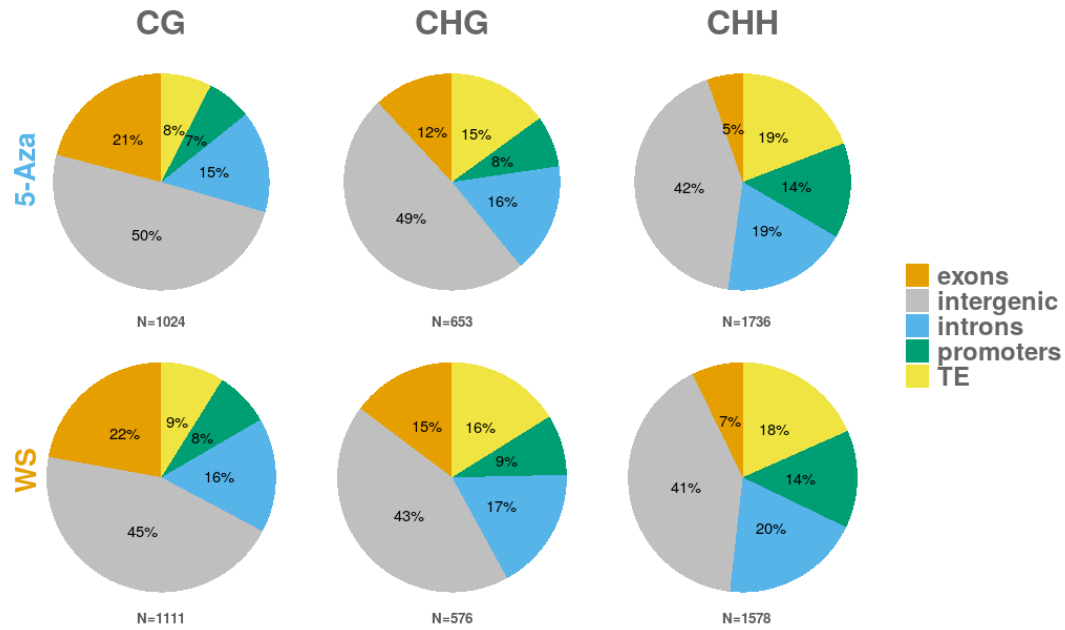 CG
CHG
CHH
5-Aza
21%
8%
7%
15%
50%
12%
15%
8%
16%
49%
5%
19%
14%
19%
42%
N=1024
N=653
N=1736
exons
intergenic
introns
promoters
TE
WS
22%
9%
8%
16%
45%
15%
16%
9%
17%
43%
7%
18%
14%
20%
41%
N=1111
N=576
N=1578